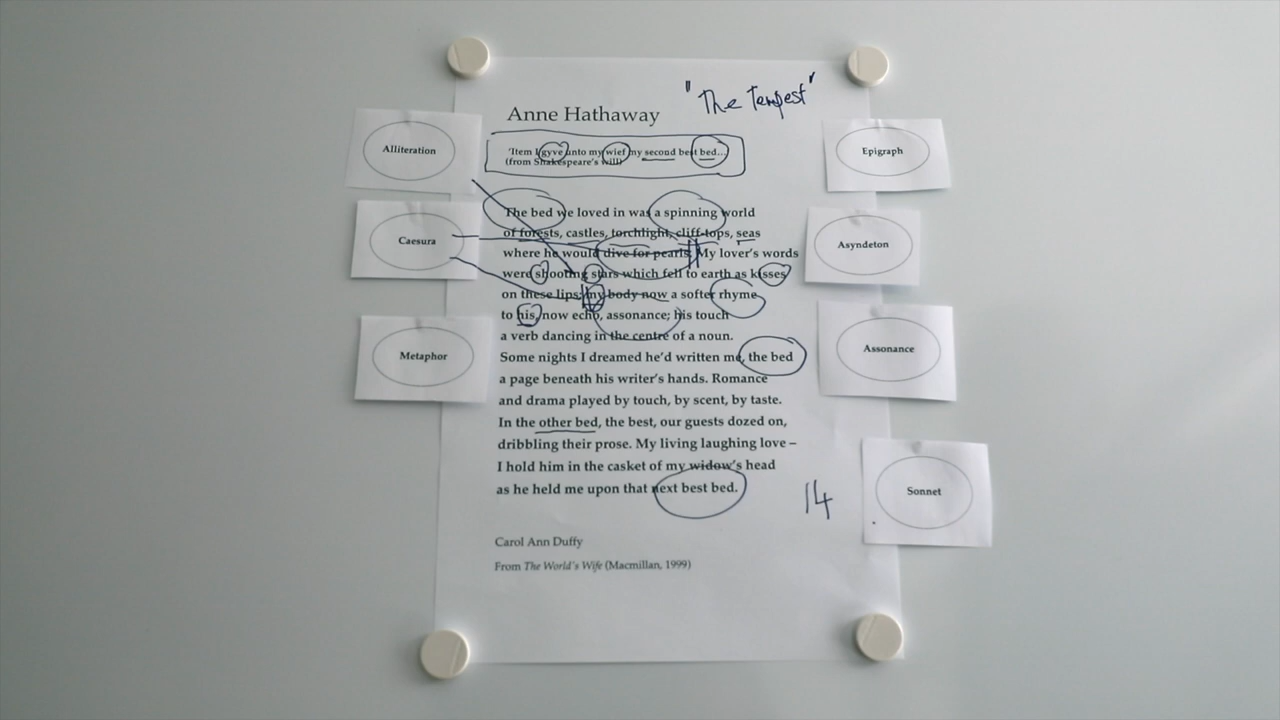 "The Tempest"
Anne Hathaway
'Item I gyve unto my wief my second best bed...'
(from Shakespeare's will)
The bed we loved in was a spinning world
of forests, castles, torchlight, cliff-tops, seas
where he would dive for pearls. My lover's words
were shooting stars which fell to earth as kisses
on these lips; my body now a softer rhyme
to his, now echo, assonance; his touch
a verb dancing in the centre of a noun.
Some nights I dreamed he'd written me, the bed
a page beneath his writer's hands. Romance
and drama played by touch, by scent, by taste.
In the other bed, the best, our guests dozed on,
dribbling their prose. My living laughing love –
I hold him in the casket of my widow's head
as he held me upon that next best bed.
14
Carol Ann Duffy
From The World's Wife (Macmillan, 1999)
Alliteration
Caesura
Metaphor
Epigraph
Asyndeton
Assonance
Sonnet